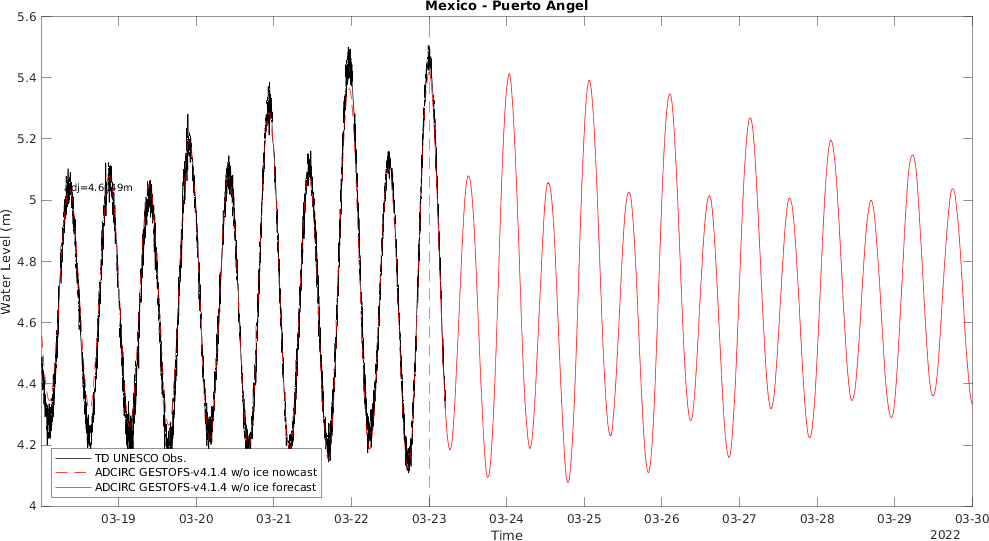 Mexico - Puerto Angel
5.6
5.4
5.2
5
4.8
4.6
4.4
4.2
4
Water Level (m)
TD UNESCO Obs.
ADCIRC GESTOFS-v4.1.4 w/o ice nowcast
ADCIRC GESTOFS-v4.1.4 w/o ice forecast
03-19 03-20 03-21 03-22 03-23 03-24 03-25 03-26 03-27 03-28 03-29 03-30
Time
2022